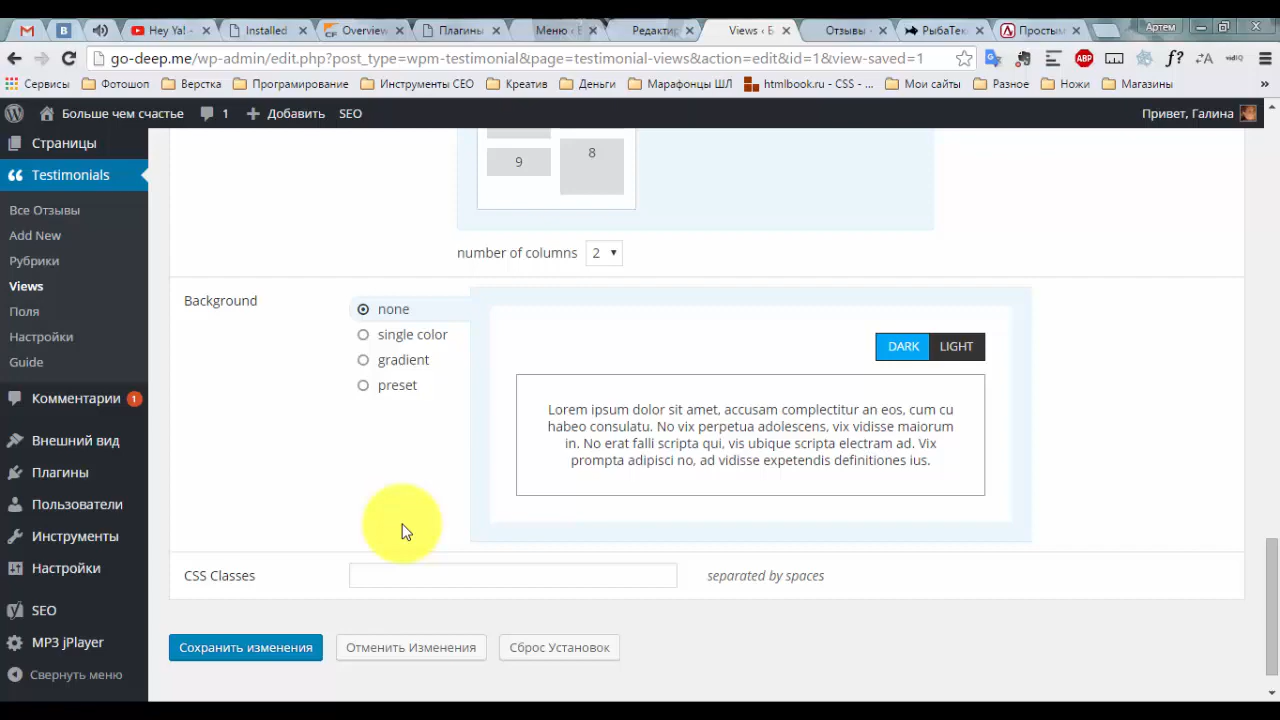 Hey Ya! -
Installed
Overview
Плагины
Меню ‹ Б
Редактир
Views ‹ Б
Отзывы -
РыбаТек
Простым
Артем
go-deep.me/wp-admin/edit.php?post_type=wpm-testimonial&page=testimonial-views&action=edit&id=1&view-saved=1
ABP
vidIQ
Сервисы
Фотошоп
Верстка
Програмирование
Инструменты СЕО
Креатив
Деньги
Марафонцы ШЛ
htmlbook.ru - CSS - ...
Мои сайты
Разное
Ножи
Магазины
Больше чем счастье
1
Добавить
SEO
Привет, Галина
Страницы
Testimonials
Все Отзывы
Add New
Рубрики
Views
Поля
Настройки
Guide
Комментарии 1
Внешний вид
Плагины
Пользователи
Инструменты
Настройки
SEO
MP3 jPlayer
Свернуть меню
9
8
number of columns 2
Background
none
single color
gradient
preset
DARK LIGHT
Lorem ipsum dolor sit amet, accusam complectitur an eos, cum cu
habeo consulatu. No vix perpetua adolescens, vix vidisse maiorum
in. No erat falli scripta qui, vis ubique scripta electram ad. Vix
prompta adipisci no, ad vidisse expetendis definitiones ius.
CSS Classes
separated by spaces
Сохранить изменения
Отменить Изменения
Сброс Установок